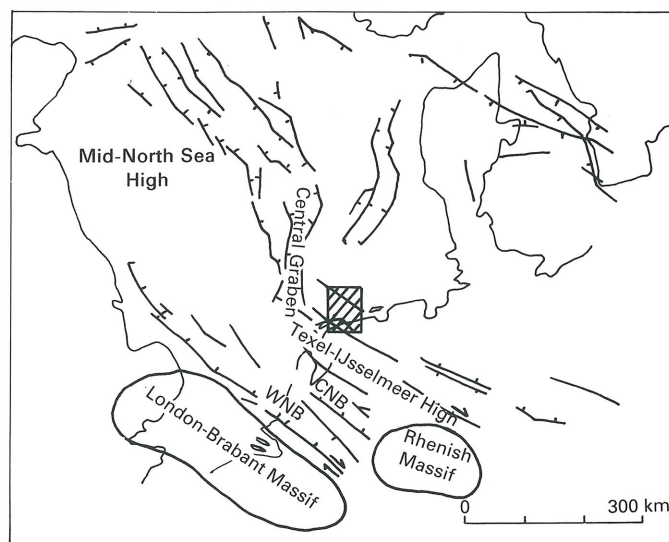 Mid-North Sea
High
Central Graben
Texel-IJsselmeer High
CNB
WNB
London-Brabant Massif
Rhenish
Massif
0 300 km